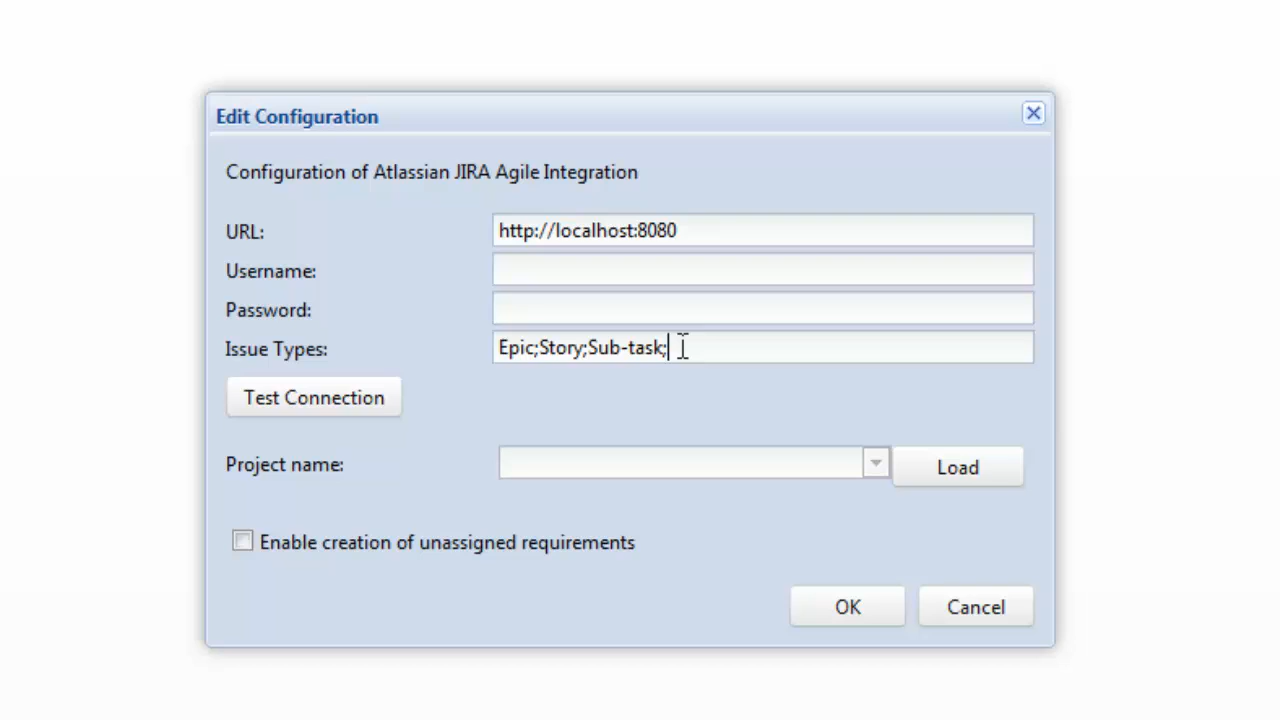 Edit Configuration
Configuration of Atlassian JIRA Agile Integration
URL: http://localhost:8080
Username:
Password:
Issue Types: Epic;Story;Sub-task;
Test Connection
Project name: Load
Enable creation of unassigned requirements
OK Cancel